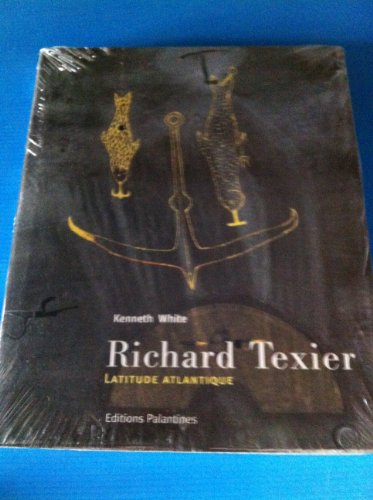 Kenneth White
Richard Texier
LATITUDE ATLANTIQUE
Editions Palantines